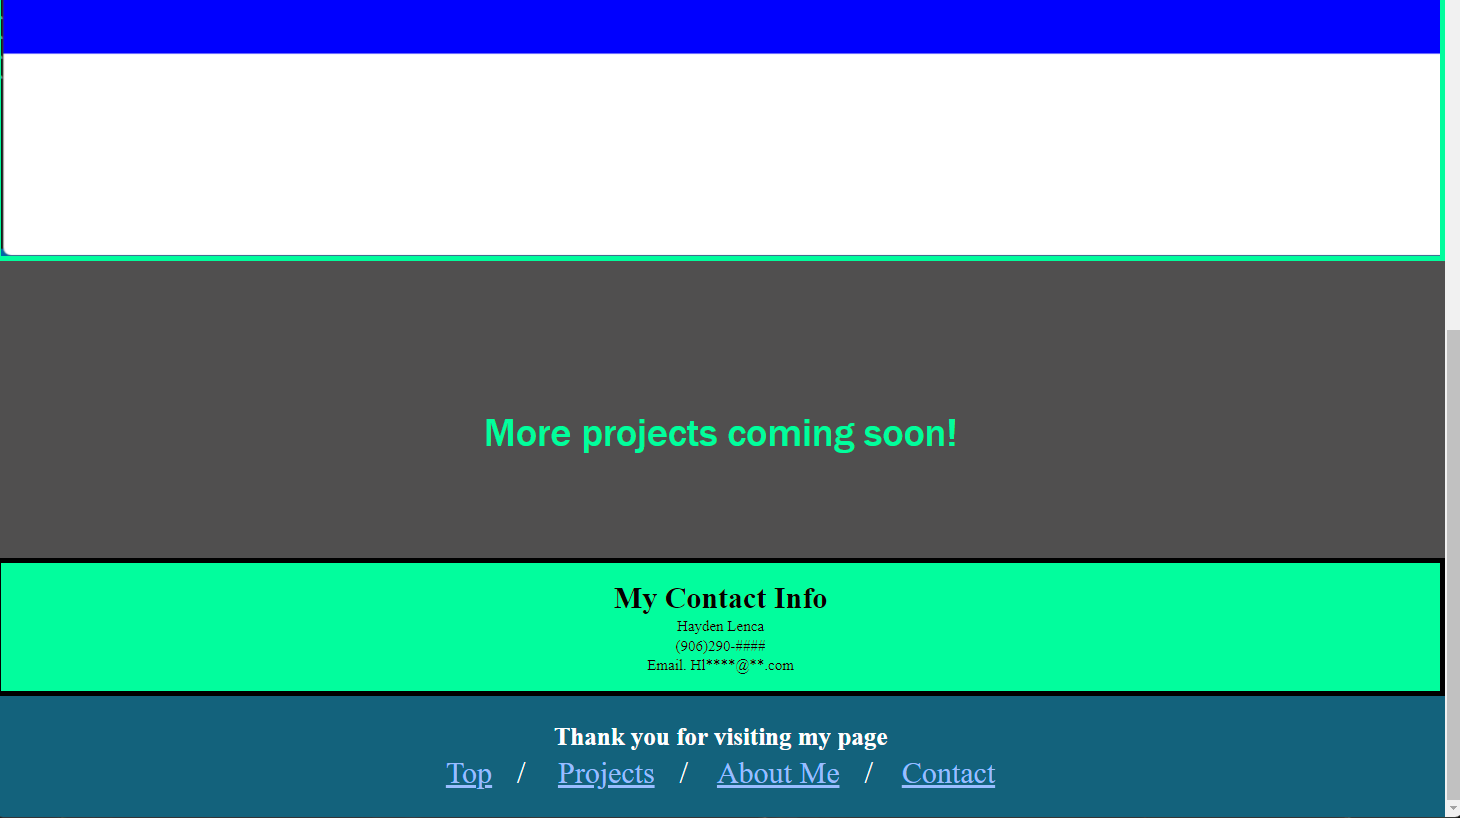 More projects coming soon!
My Contact Info
Hayden Lenca
(906)290-####
Email. Hl****@**.com
Thank you for visiting my page
Top / Projects / About Me / Contact